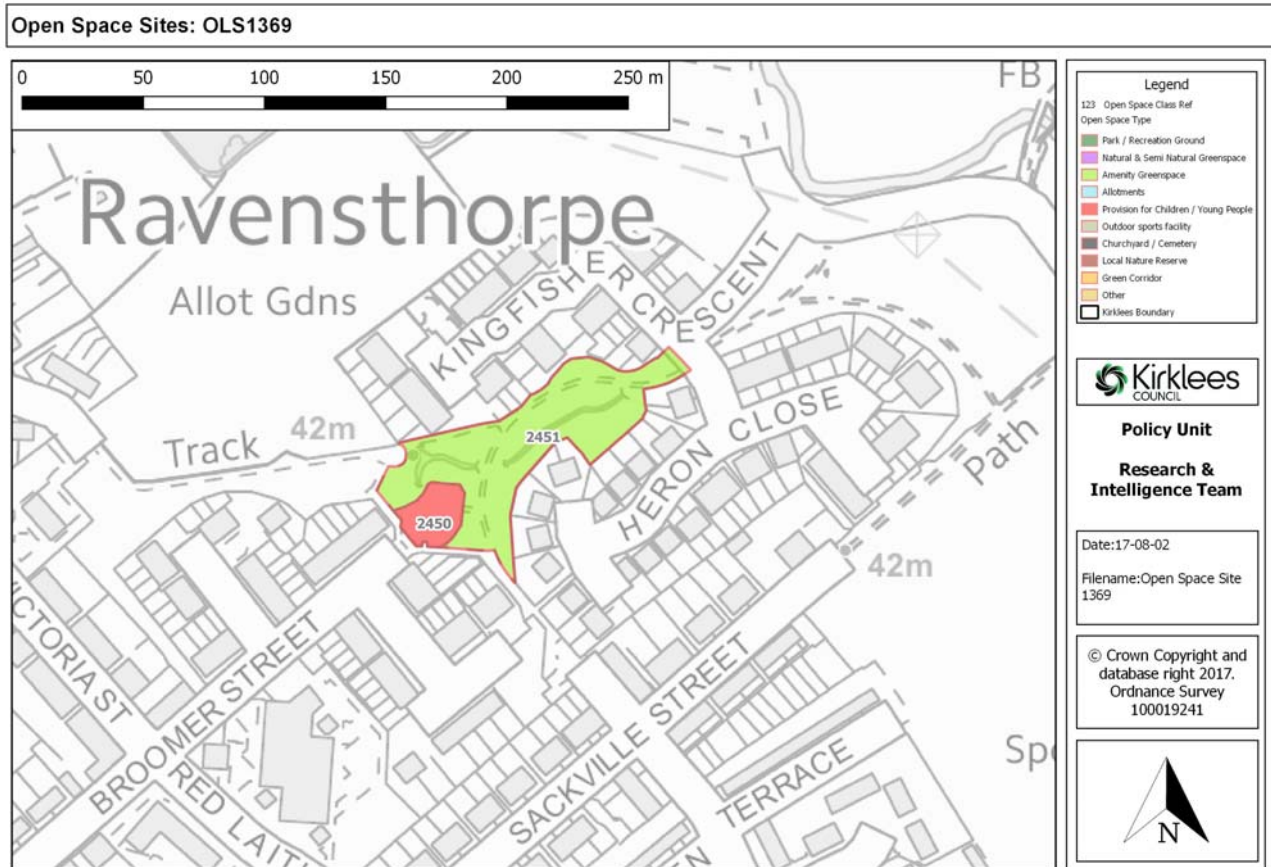 Open Space Sites: OLS1369
0 50 100 150 200 250 m
FB
Ravensthorpe
Allot Gdns
KINGFISHER CRESCENT
HERON CLOSE
Track
42m
2451
2450
Path
42m
VICTORIA ST
BROOMER STREET
RED LAITH
SACKVILLE STREET
TERRACE
Legend
123 Open Space Class Ref
Open Space Type
Park / Recreation Ground
Natural & Semi Natural Greenspace
Amenity Greenspace
Allotments
Provision for Children / Young People
Outdoor sports facility
Churchyard / Cemetery
Local Nature Reserve
Green Corridor
Other
Kirklees Boundary
Kirklees
COUNCIL
Policy Unit
Research &
Intelligence Team
Date:17-08-02
Filename:Open Space Site
1369
© Crown Copyright and
database right 2017.
Ordnance Survey
100019241
N